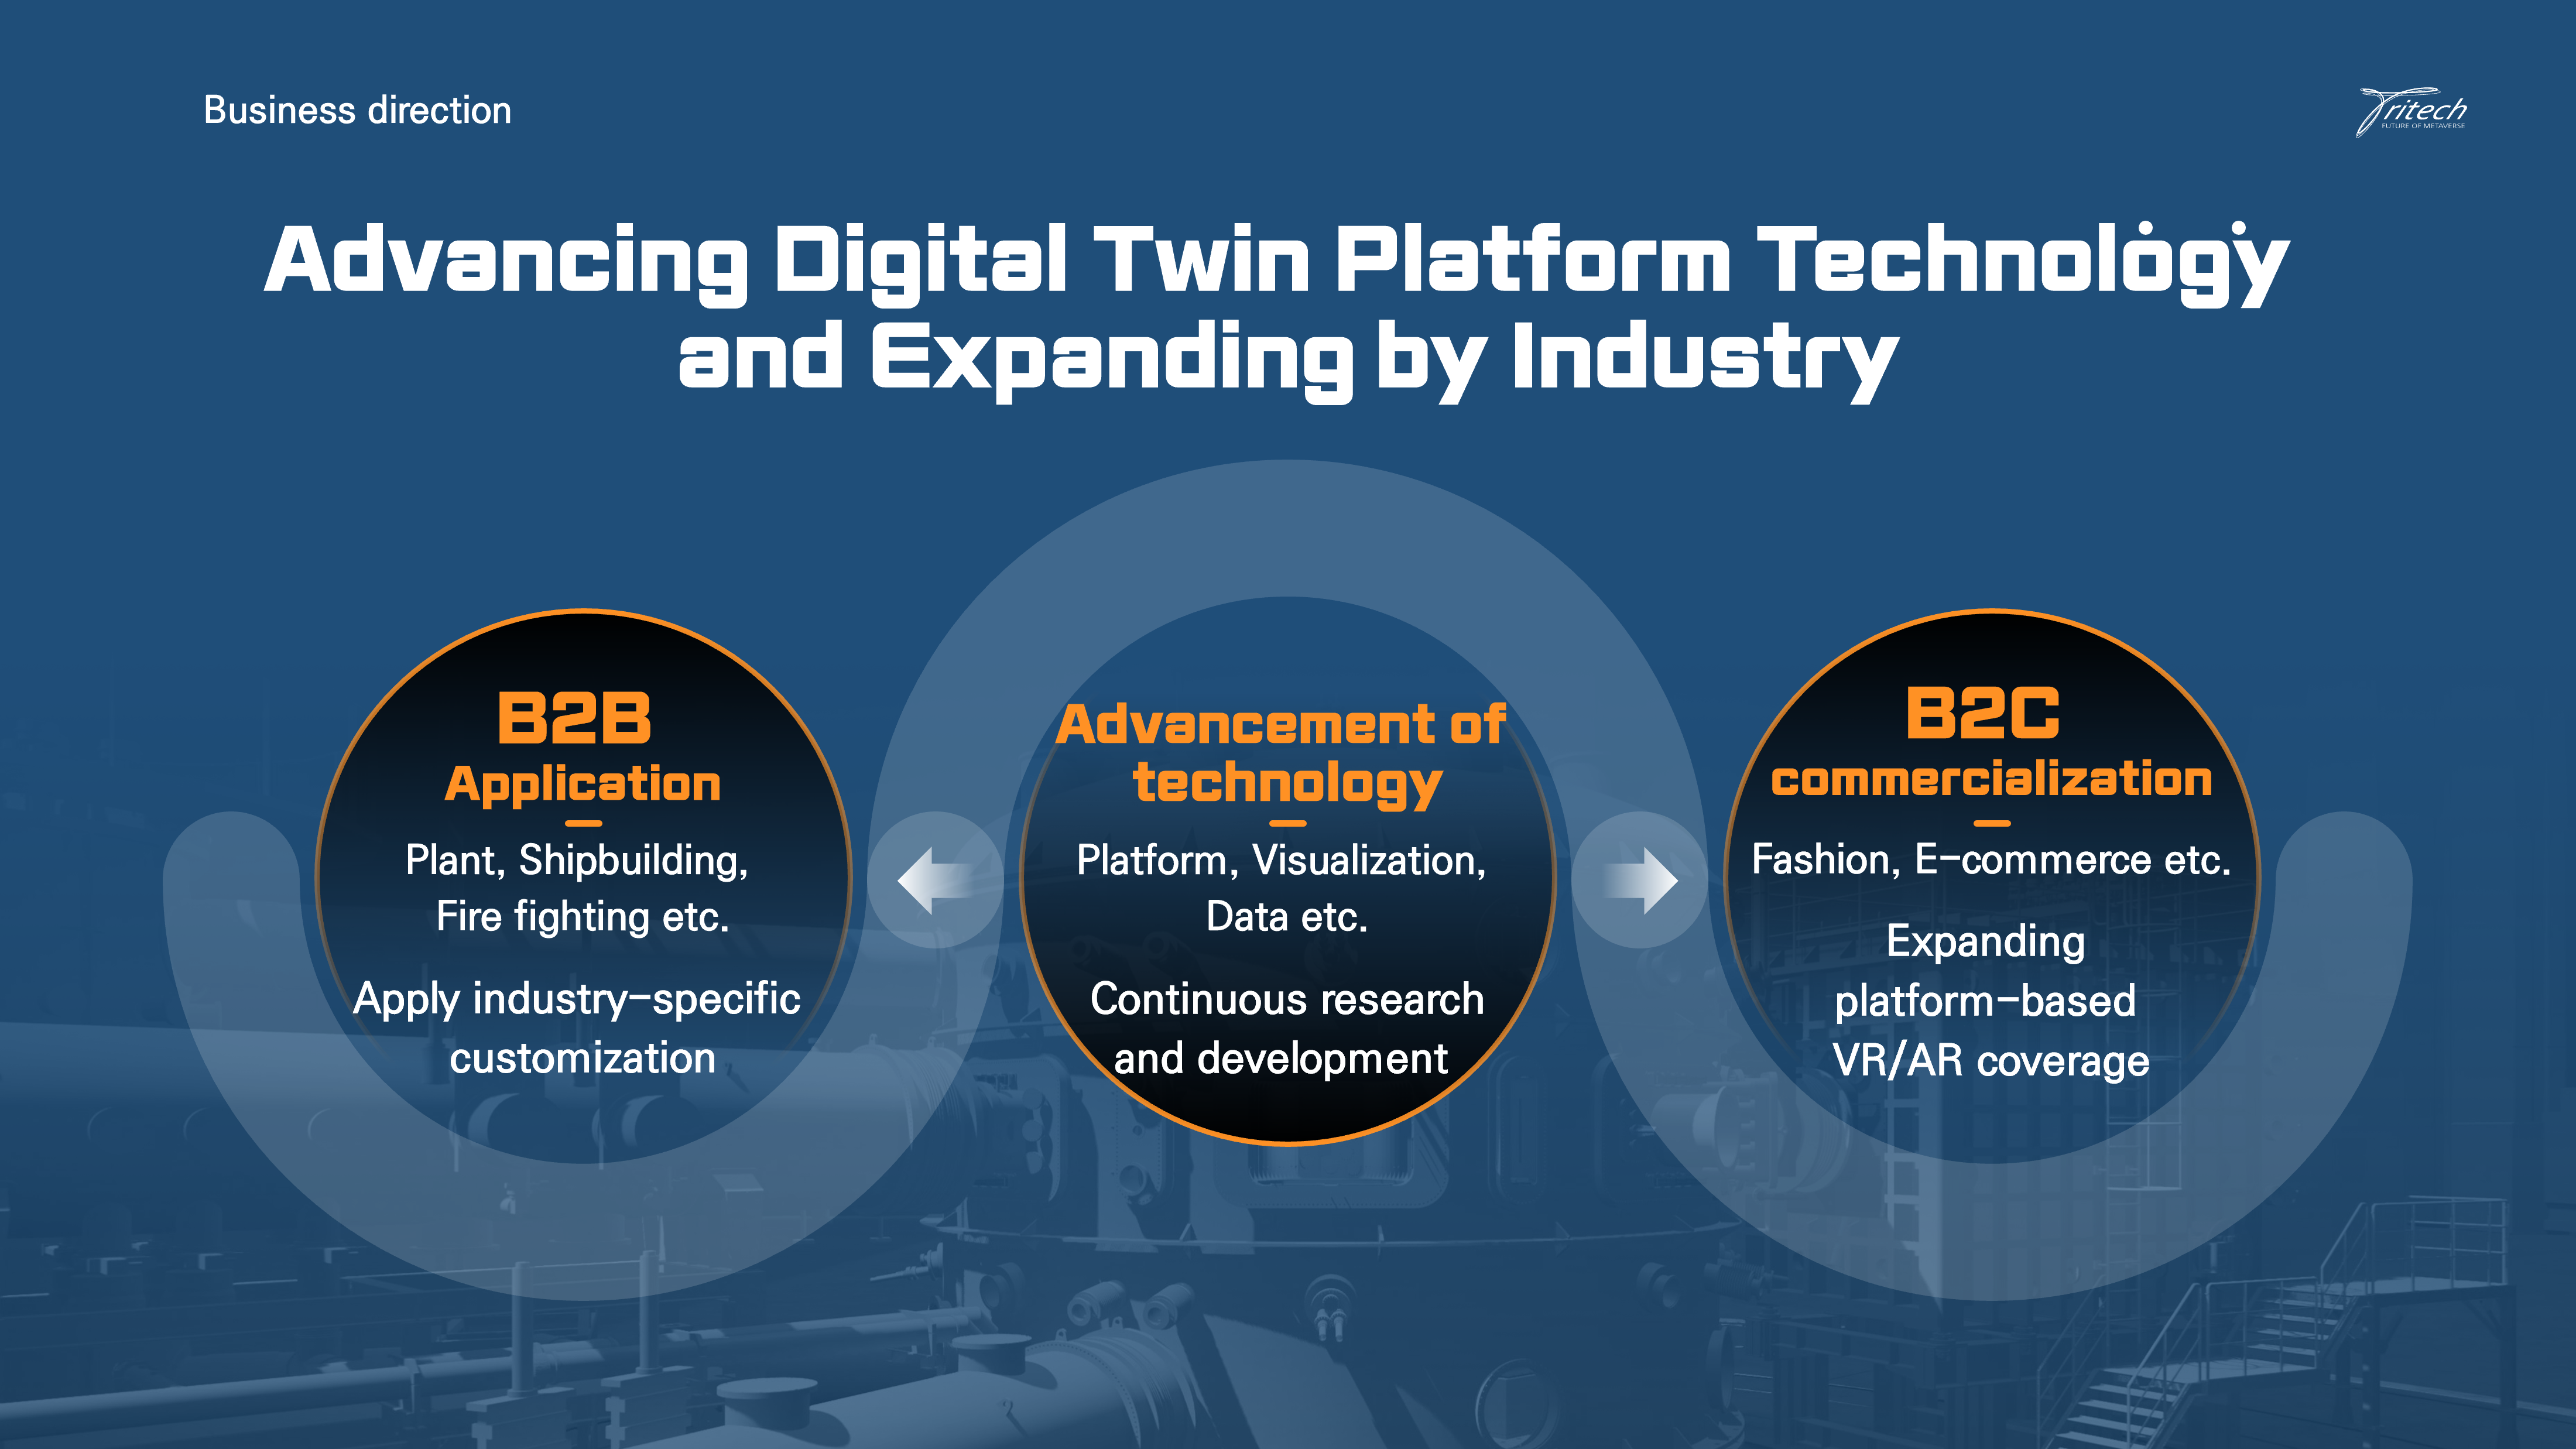 Business direction
Tritech
FUTURE OF METAVERSE
Advancing Digital Twin Platform Technology
and Expanding by Industry
B2B
Application
Plant, Shipbuilding,
Fire fighting etc.
Apply industry-specific
customization
Advancement of
technology
Platform, Visualization,
Data etc.
Continuous research
and development
B2C
commercialization
Fashion, E-commerce etc.
Expanding
platform-based
VR/AR coverage